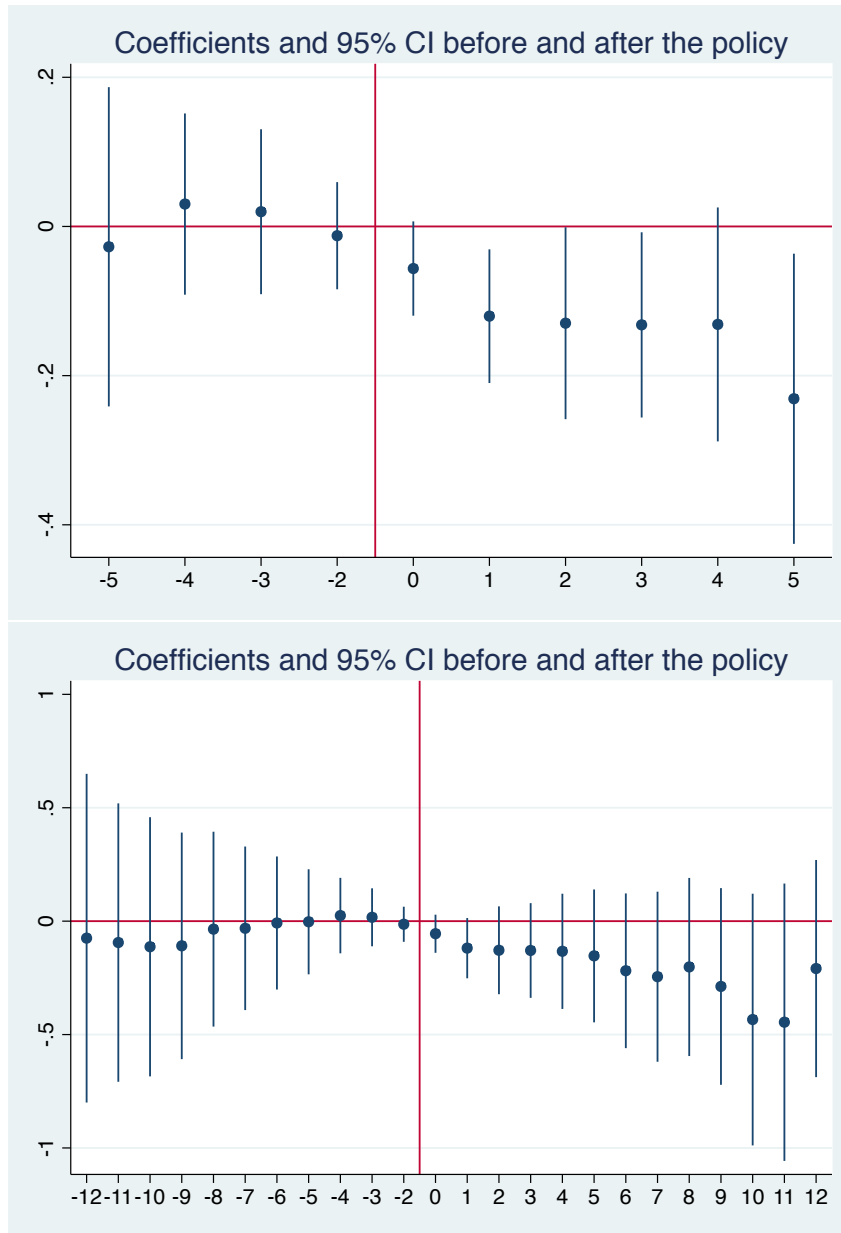 Coefficients and 95% CI before and after the policy
.2
0
-.2
-.4
-5 -4 -3 -2 0 1 2 3 4 5
Coefficients and 95% CI before and after the policy
1
.5
0
-.5
-1
-12 -11 -10 -9 -8 -7 -6 -5 -4 -3 -2 0 1 2 3 4 5 6 7 8 9 10 11 12